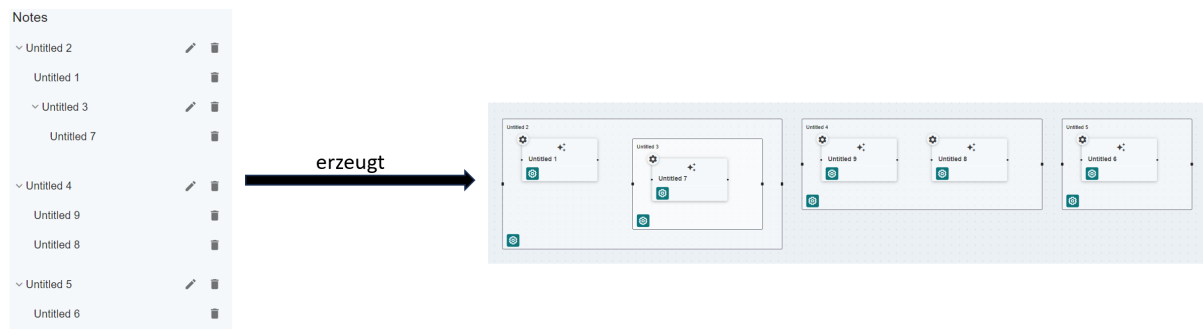 Notes
Untitled 2
Untitled 1
Untitled 3
Untitled 7
Untitled 4
Untitled 9
Untitled 8
Untitled 5
Untitled 6
erzeugt
Untitled 2
Untitled 1
Untitled 3
Untitled 7
Untitled 4
Untitled 9
Untitled 8
Untitled 5
Untitled 6